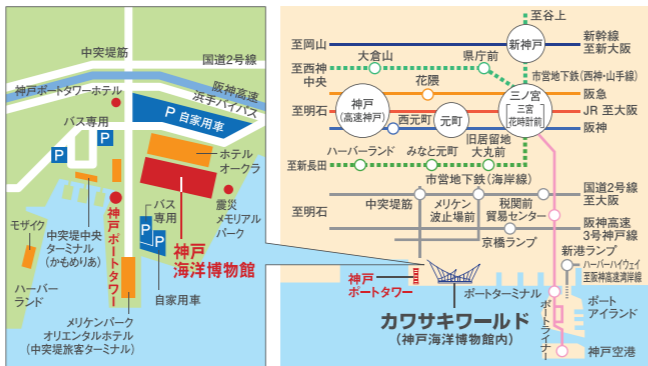 中突堤筋
国道2号線
阪神高速
浜手バイパス
神戸ポートタワーホテル
P 自家用車
バス専用
P
P
ホテル
オークラ
震災
メモリアル
パーク
バス
専用
P
P
中突堤中央
ターミナル
(かもめりあ)
モザイク
神戸ポートタワー
神戸
海洋博物館
ハーバー
ランド
自家用車
メリケンパーク
オリエンタルホテル
(中突堤旅客ターミナル)
至谷上
至岡山
新神戸
新幹線
至新大阪
大倉山
県庁前
至西神
中央
市営地下鉄(西神・山手線)
花隈
阪急
神戸
(高速神戸)
三ノ宮
三宮
花時計前
至明石
JR 至大阪
西元町
元町
阪神
旧居留地
大丸前
ハーバーランド
みなと元町
至新長田
市営地下鉄(海岸線)
国道2号線
至大阪
中突堤筋
メリケン
波止場前
税関前
貿易センター
至明石
阪神高速
3号神戸線
京橋ランプ
新港ランプ
ハーバーハイウェイ
至阪神高速湾岸線
神戸
ポートタワー
ポートターミナル
カワサキワールド
(神戸海洋博物館内)
ポート
アイランド
ポートライナー
神戸空港